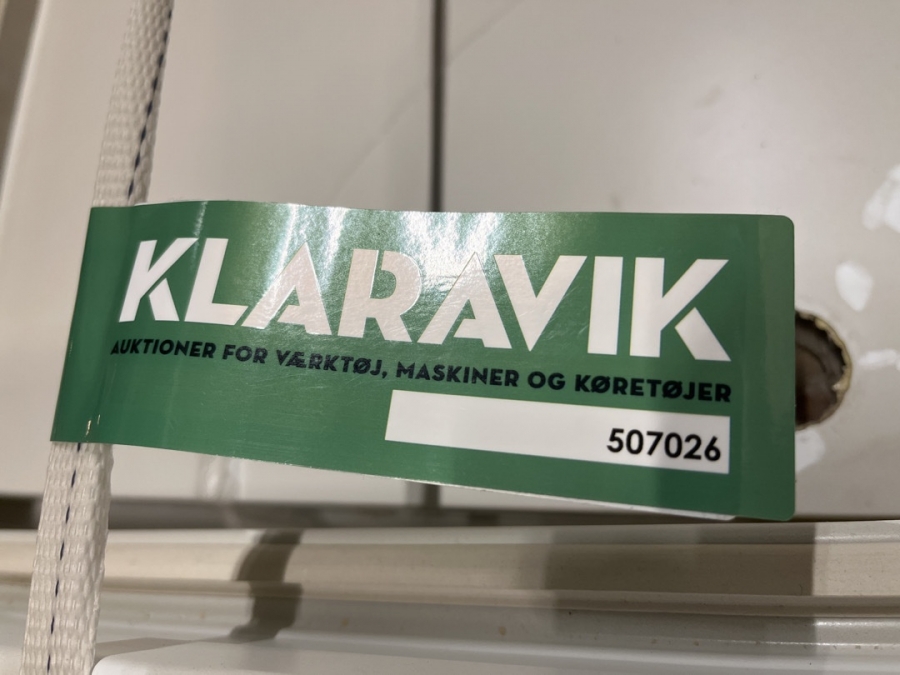 KLARAVIK
AUKTIONER FOR VÆRKTØJ, MASKINER OG KØRETØJER
507026